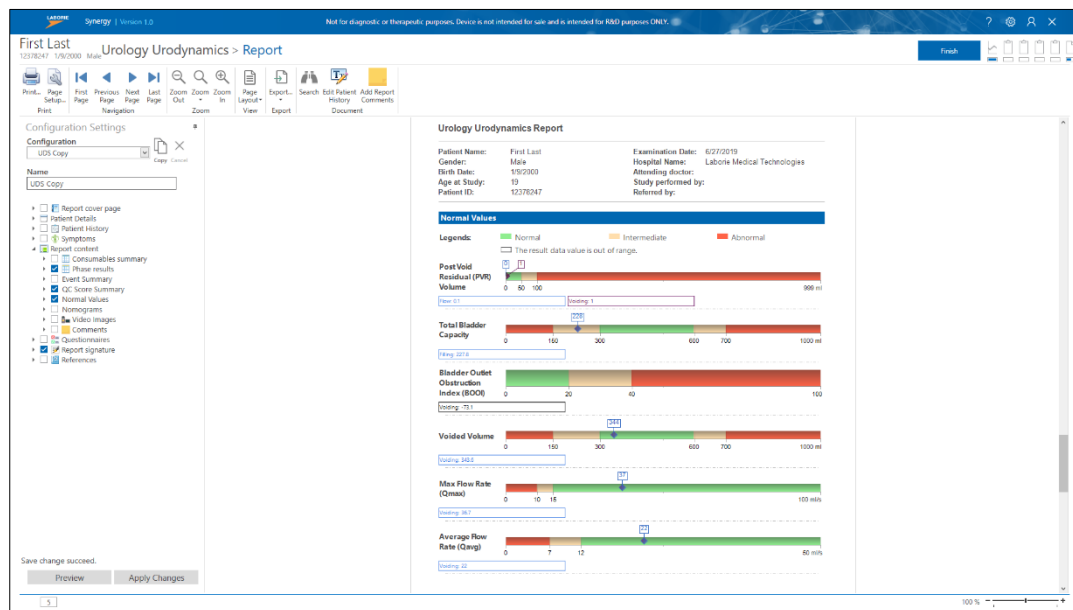 LABORIE Synergy | Version 1.0 Not for diagnostic or therapeutic purposes. Device is not intended for sale and is intended for R&D purposes ONLY. ?
First Last
12378247 1/9/2000 Male
Urology Urodynamics > Report
Finish
Print... Page Setup... First Page Previous Page Next Page Last Page Zoom Out Zoom Zoom In Page Layout Export... Search Edit Patient History Add Report Comments
Print Navigation Zoom View Export Document
Configuration Settings
Configuration
UDS Copy
Copy Cancel
Name
UDS Copy
Report cover page
Patient Details
Patient History
Symptoms
Report content
Consumables summary
Phase results
Event Summary
QC Score Summary
Normal Values
Nomograms
Video Images
Comments
Questionnaires
Report signature
References
Save change succeed.
Preview Apply Changes
Urology Urodynamics Report
Patient Name: First Last Examination Date: 6/27/2019
Gender: Male Hospital Name: Laborie Medical Technologies
Birth Date: 1/9/2000 Attending doctor:
Age at Study: 19 Study performed by:
Patient ID: 12378247 Referred by:
Normal Values
Legends: Normal Intermediate Abnormal
The result data value is out of range.
0 1
Post Void Residual (PVR) Volume
0 50 100 999 ml
Flow: 0.1 Voiding: 1
228
Total Bladder Capacity
0 150 300 600 700 1000 ml
Filling: 227.8
Bladder Outlet Obstruction Index (BOOI)
0 20 40 100
Voiding: -73.1
344
Voided Volume
0 150 300 600 700 1000 ml
Voiding:
37
Max Flow Rate (Qmax)
0 10 15 100 ml/s
Voiding: 36.7
22
Average Flow Rate (Qavg)
0 7 12 50 ml/s
Voiding: 22
5 100 %